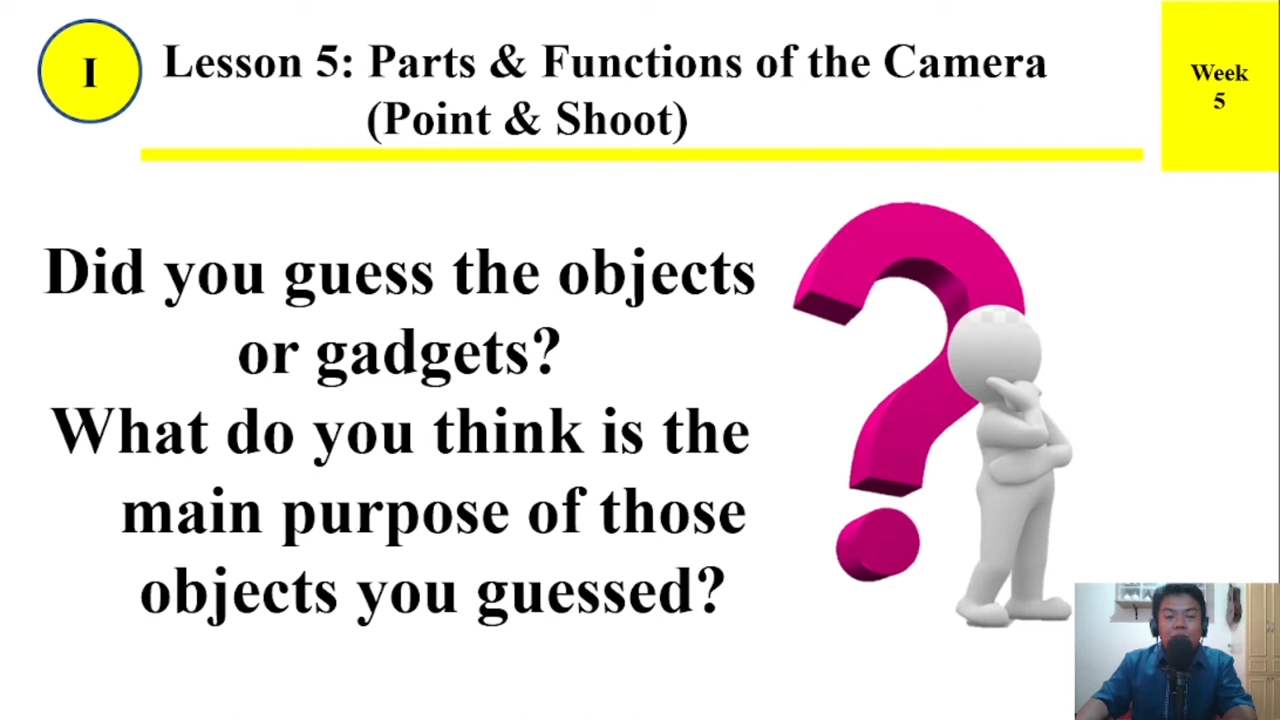 I
Lesson 5: Parts & Functions of the Camera
(Point & Shoot)
Week
5
Did you guess the objects
or gadgets?
What do you think is the
main purpose of those
objects you guessed?